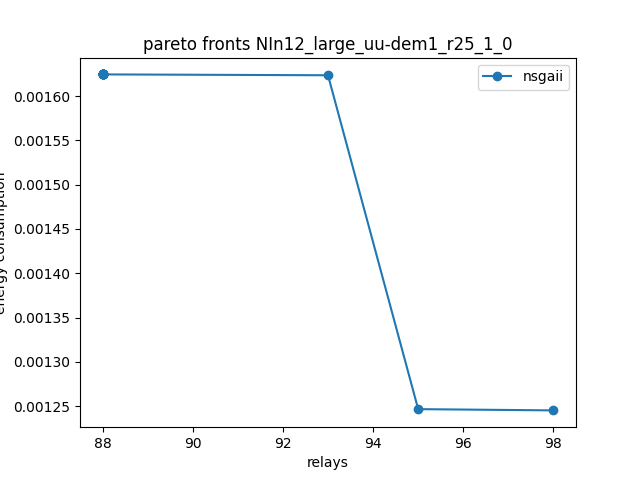 pareto fronts NIn12_large_uu-dem1_r25_1_0
nsgaii
0.00160
0.00155
0.00150
0.00145
0.00140
0.00135
0.00130
0.00125
energy consumption
88 90 92 94 96 98
relays